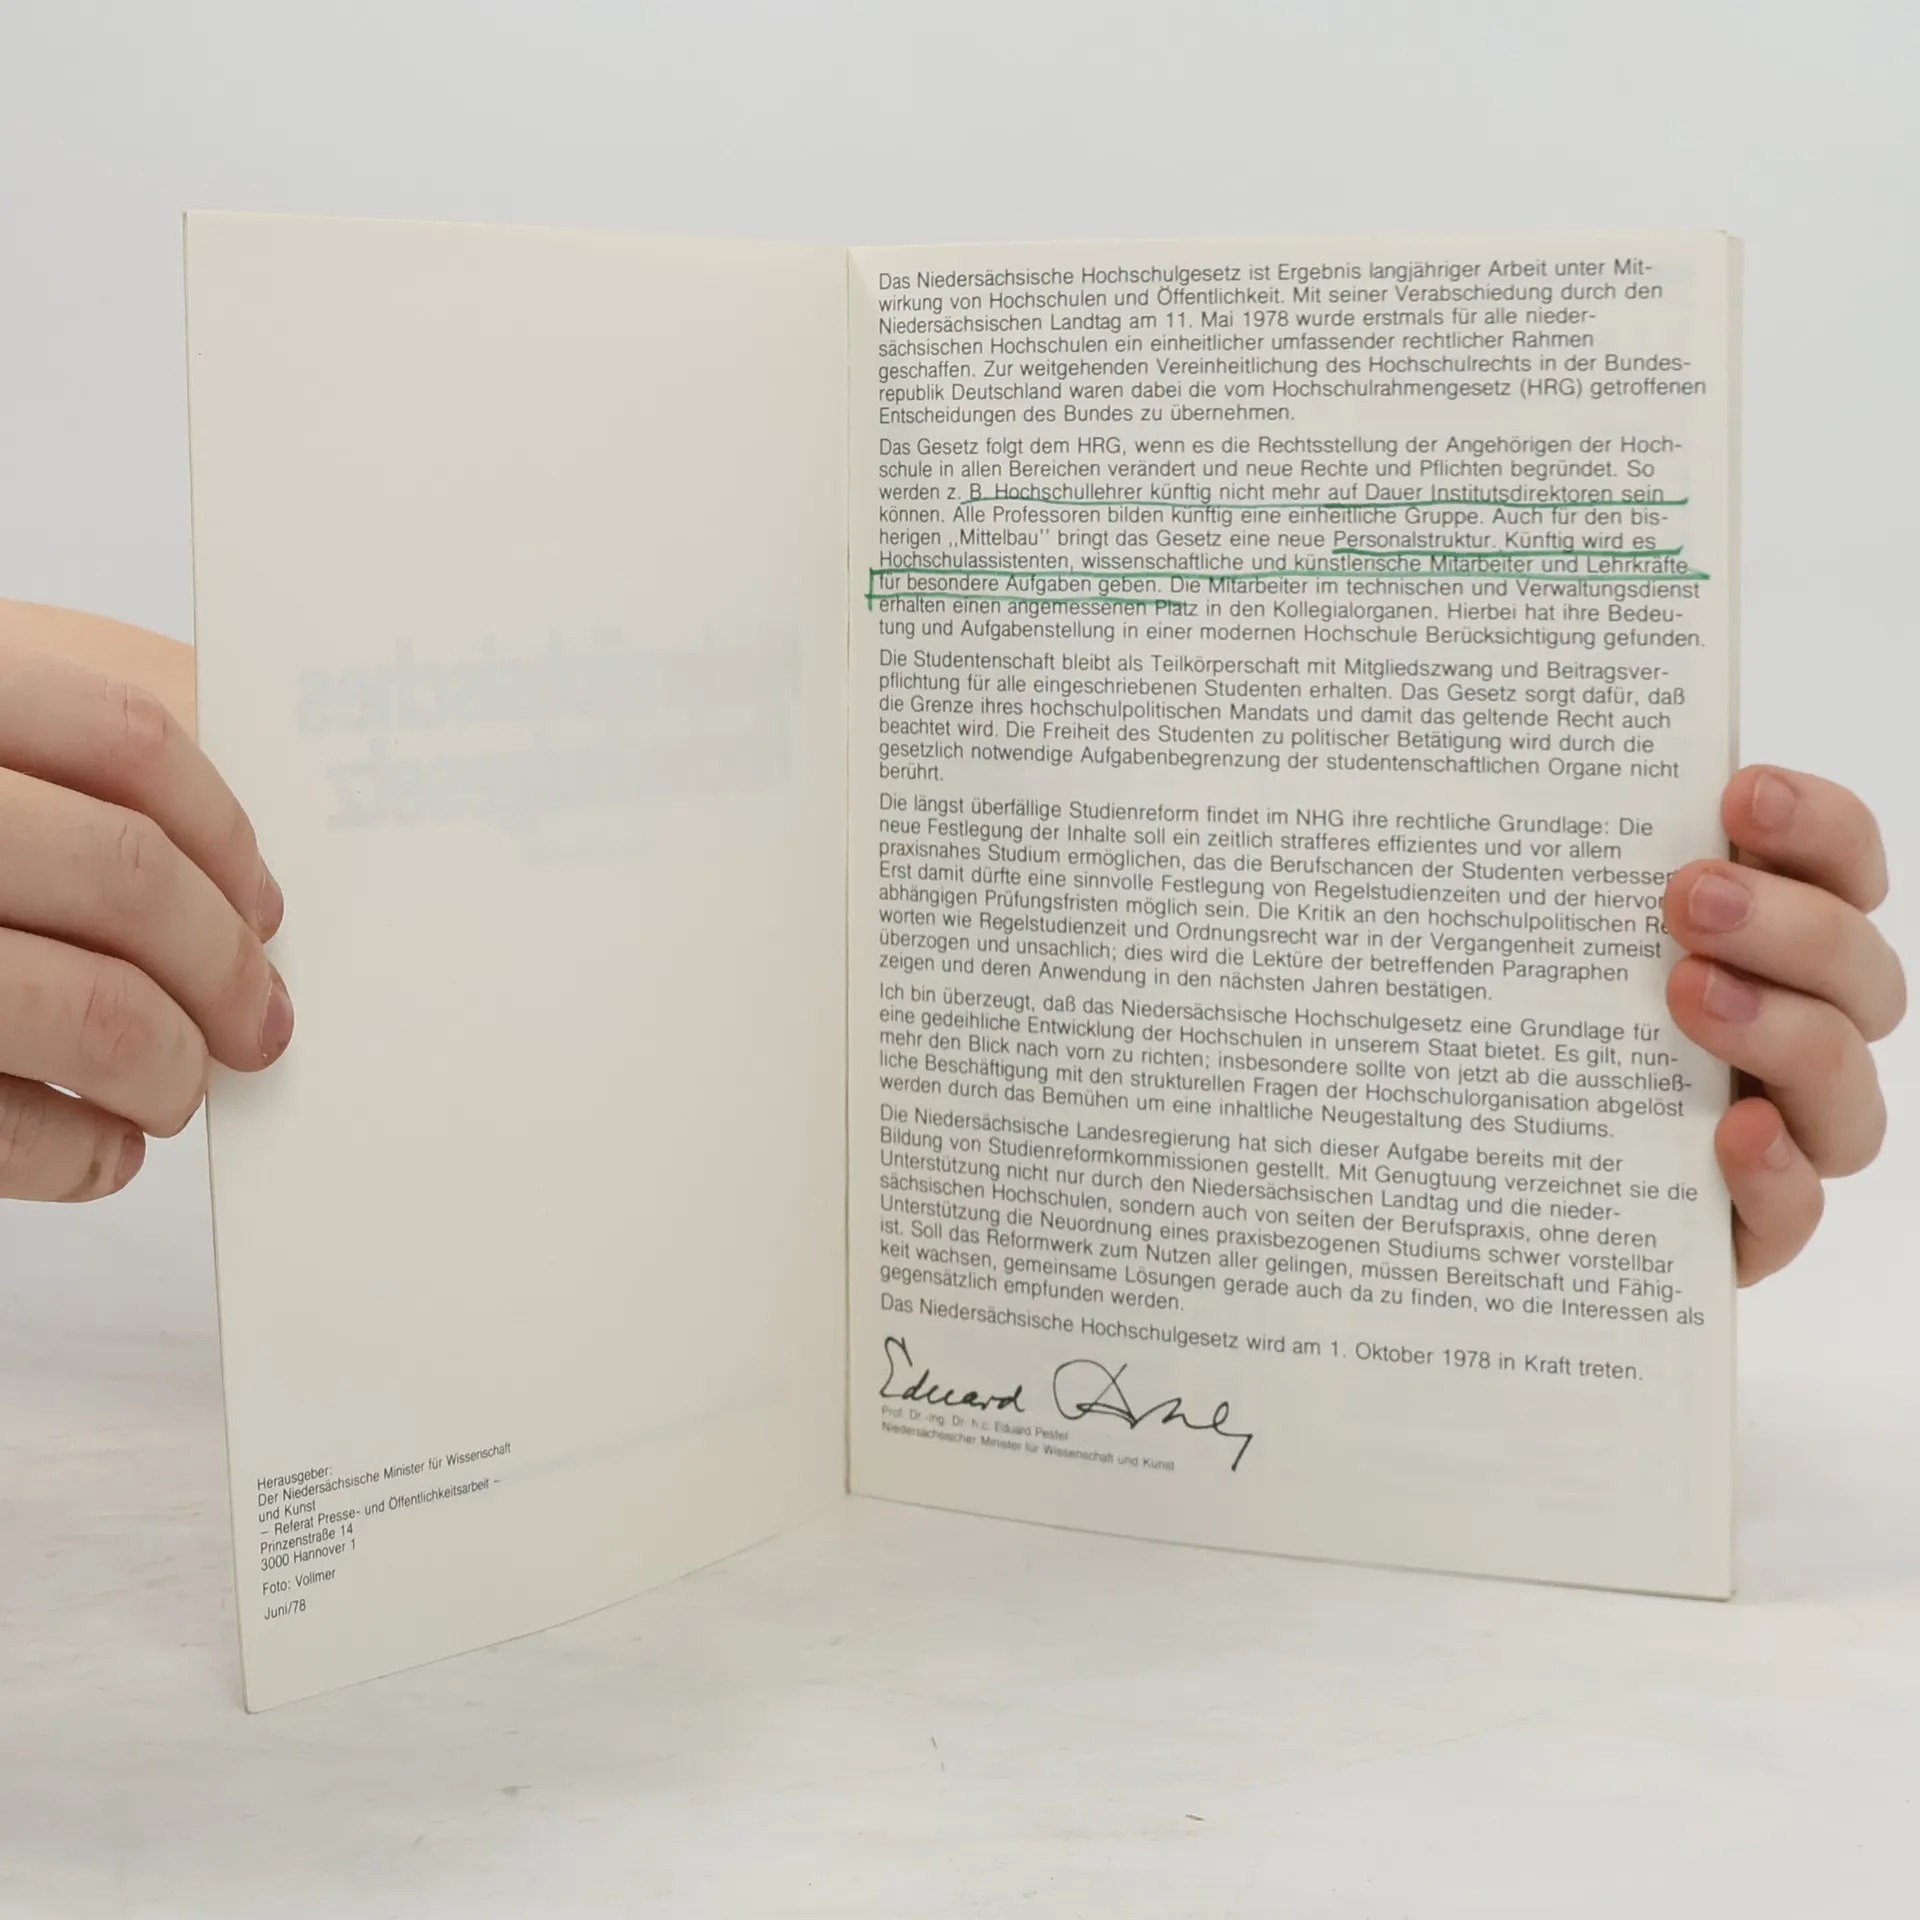 Herausgeber:
Der Niedersächsische Minister für Wissenschaft
und Kunst
– Referat Presse- und Öffentlichkeitsarbeit –
Prinzenstraße 14
3000 Hannover 1
Foto: Vollmer
Juni/78
Das Niedersächsische Hochschulgesetz ist Ergebnis langjähriger Arbeit unter Mit-
wirkung von Hochschulen und Öffentlichkeit. Mit seiner Verabschiedung durch den
Niedersächsischen Landtag am 11. Mai 1978 wurde erstmals für alle nieder-
sächsischen Hochschulen ein einheitlicher umfassender rechtlicher Rahmen
geschaffen. Zur weitgehenden Vereinheitlichung des Hochschulrechts in der Bundes-
republik Deutschland waren dabei die vom Hochschulrahmengesetz (HRG) getroffenen
Entscheidungen des Bundes zu übernehmen.
Das Gesetz folgt dem HRG, wenn es die Rechtsstellung der Angehörigen der Hoch-
schule in allen Bereichen verändert und neue Rechte und Pflichten begründet. So
werden z. B. Hochschullehrer künftig nicht mehr auf Dauer Institutsdirektoren sein
können. Alle Professoren bilden künftig eine einheitliche Gruppe. Auch für den bis-
herigen ,,Mittelbau'' bringt das Gesetz eine neue Personalstruktur. Künftig wird es
Hochschulassistenten, wissenschaftliche und künstlerische Mitarbeiter und Lehrkräfte
für besondere Aufgaben geben. Die Mitarbeiter im technischen und Verwaltungsdienst
erhalten einen angemessenen Platz in den Kollegialorganen. Hierbei hat ihre Bedeu-
tung und Aufgabenstellung in einer modernen Hochschule Berücksichtigung gefunden.
Die Studentenschaft bleibt als Teilkörperschaft mit Mitgliedszwang und Beitragsver-
pflichtung für alle eingeschriebenen Studenten erhalten. Das Gesetz sorgt dafür, daß
die Grenze ihres hochschulpolitischen Mandats und damit das geltende Recht auch
beachtet wird. Die Freiheit des Studenten zu politischer Betätigung wird durch die
gesetzlich notwendige Aufgabenbegrenzung der studentenschaftlichen Organe nicht
berührt.
Die längst überfällige Studienreform findet im NHG ihre rechtliche Grundlage: Die
neue Festlegung der Inhalte soll ein zeitlich strafferes effizientes und vor allem
praxisnahes Studium ermöglichen, das die Berufschancen der Studenten verbesser
Erst damit dürfte eine sinnvolle Festlegung von Regelstudienzeiten und der hiervon
abhängigen Prüfungsfristen möglich sein. Die Kritik an den hochschulpolitischen Re
worten wie Regelstudienzeit und Ordnungsrecht war in der Vergangenheit zumeist
überzogen und unsachlich; dies wird die Lektüre der betreffenden Paragraphen
zeigen und deren Anwendung in den nächsten Jahren bestätigen.
Ich bin überzeugt, daß das Niedersächsische Hochschulgesetz eine Grundlage für
eine gedeihliche Entwicklung der Hochschulen in unserem Staat bietet. Es gilt, nun-
mehr den Blick nach vorn zu richten; insbesondere sollte von jetzt ab die ausschließ-
liche Beschäftigung mit den strukturellen Fragen der Hochschulorganisation abgelöst
werden durch das Bemühen um eine inhaltliche Neugestaltung des Studiums.
Die Niedersächsische Landesregierung hat sich dieser Aufgabe bereits mit der
Bildung von Studienreformkommissionen gestellt. Mit Genugtuung verzeichnet sie die
Unterstützung nicht nur durch den Niedersächsischen Landtag und die nieder-
sächsischen Hochschulen, sondern auch von seiten der Berufspraxis, ohne deren
Unterstützung die Neuordnung eines praxisbezogenen Studiums schwer vorstellbar
ist. Soll das Reformwerk zum Nutzen aller gelingen, müssen Bereitschaft und Fähig-
keit wachsen, gemeinsame Lösungen gerade auch da zu finden, wo die Interessen als
gegensätzlich empfunden werden.
Das Niedersächsische Hochschulgesetz wird am 1. Oktober 1978 in Kraft treten.
Eduard Pestel
Prof. Dr.-Ing. Dr. h.c. Eduard Pestel
Niedersächsischer Minister für Wissenschaft und Kunst